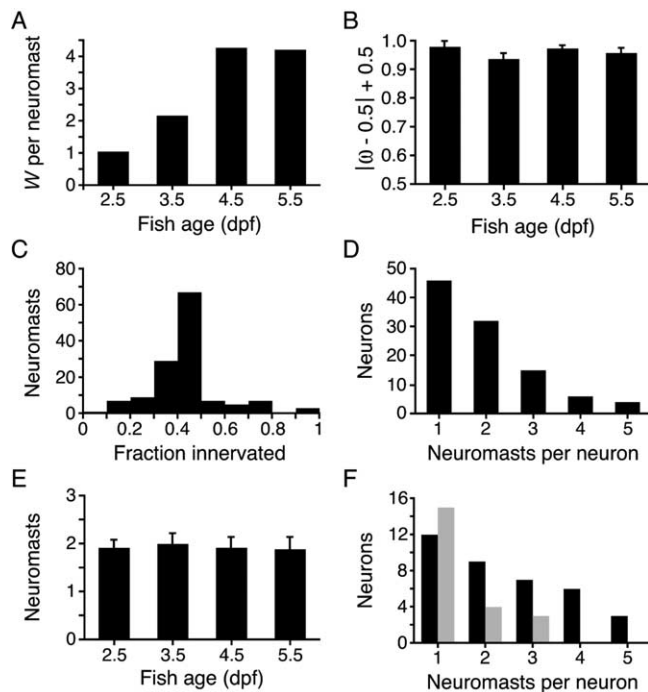 A
W per neuromast
4
3
2
1
0
2.5 3.5 4.5 5.5
Fish age (dpf)
B
|ω - 0.5| + 0.5
1.0
0.9
0.8
0.7
0.6
0.5
2.5 3.5 4.5 5.5
Fish age (dpf)
C
Neuromasts
80
60
40
20
0
0 0.2 0.4 0.6 0.8 1
Fraction innervated
D
Neurons
50
40
30
20
10
0
1 2 3 4 5
Neuromasts per neuron
E
Neuromasts
3
2
1
0
2.5 3.5 4.5 5.5
Fish age (dpf)
F
Neurons
16
12
8
4
0
1 2 3 4 5
Neuromasts per neuron